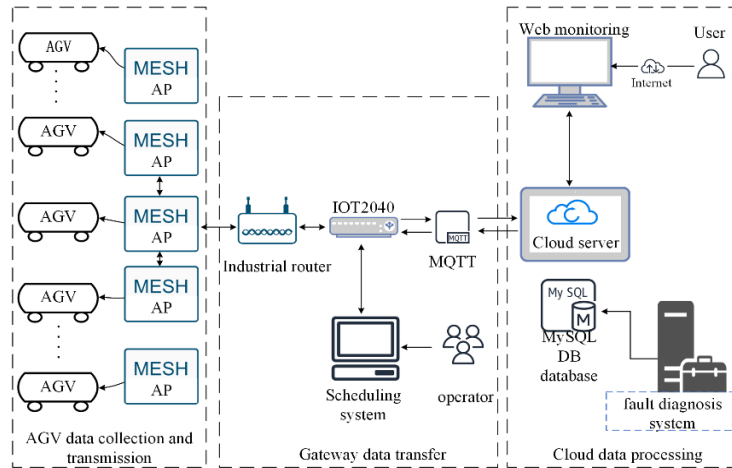 AGV
MESH
AP
AGV
MESH
AP
AGV
MESH
AP
AGV
MESH
AP
AGV
MESH
AP
AGV data collection and
transmission
Industrial router
IOT2040
MQTT
MQTT
Scheduling
system
operator
Gateway data transfer
Web monitoring
User
Internet
Cloud server
My SQL
M
MySQL
DB
database
fault diagnosis
system
Cloud data processing